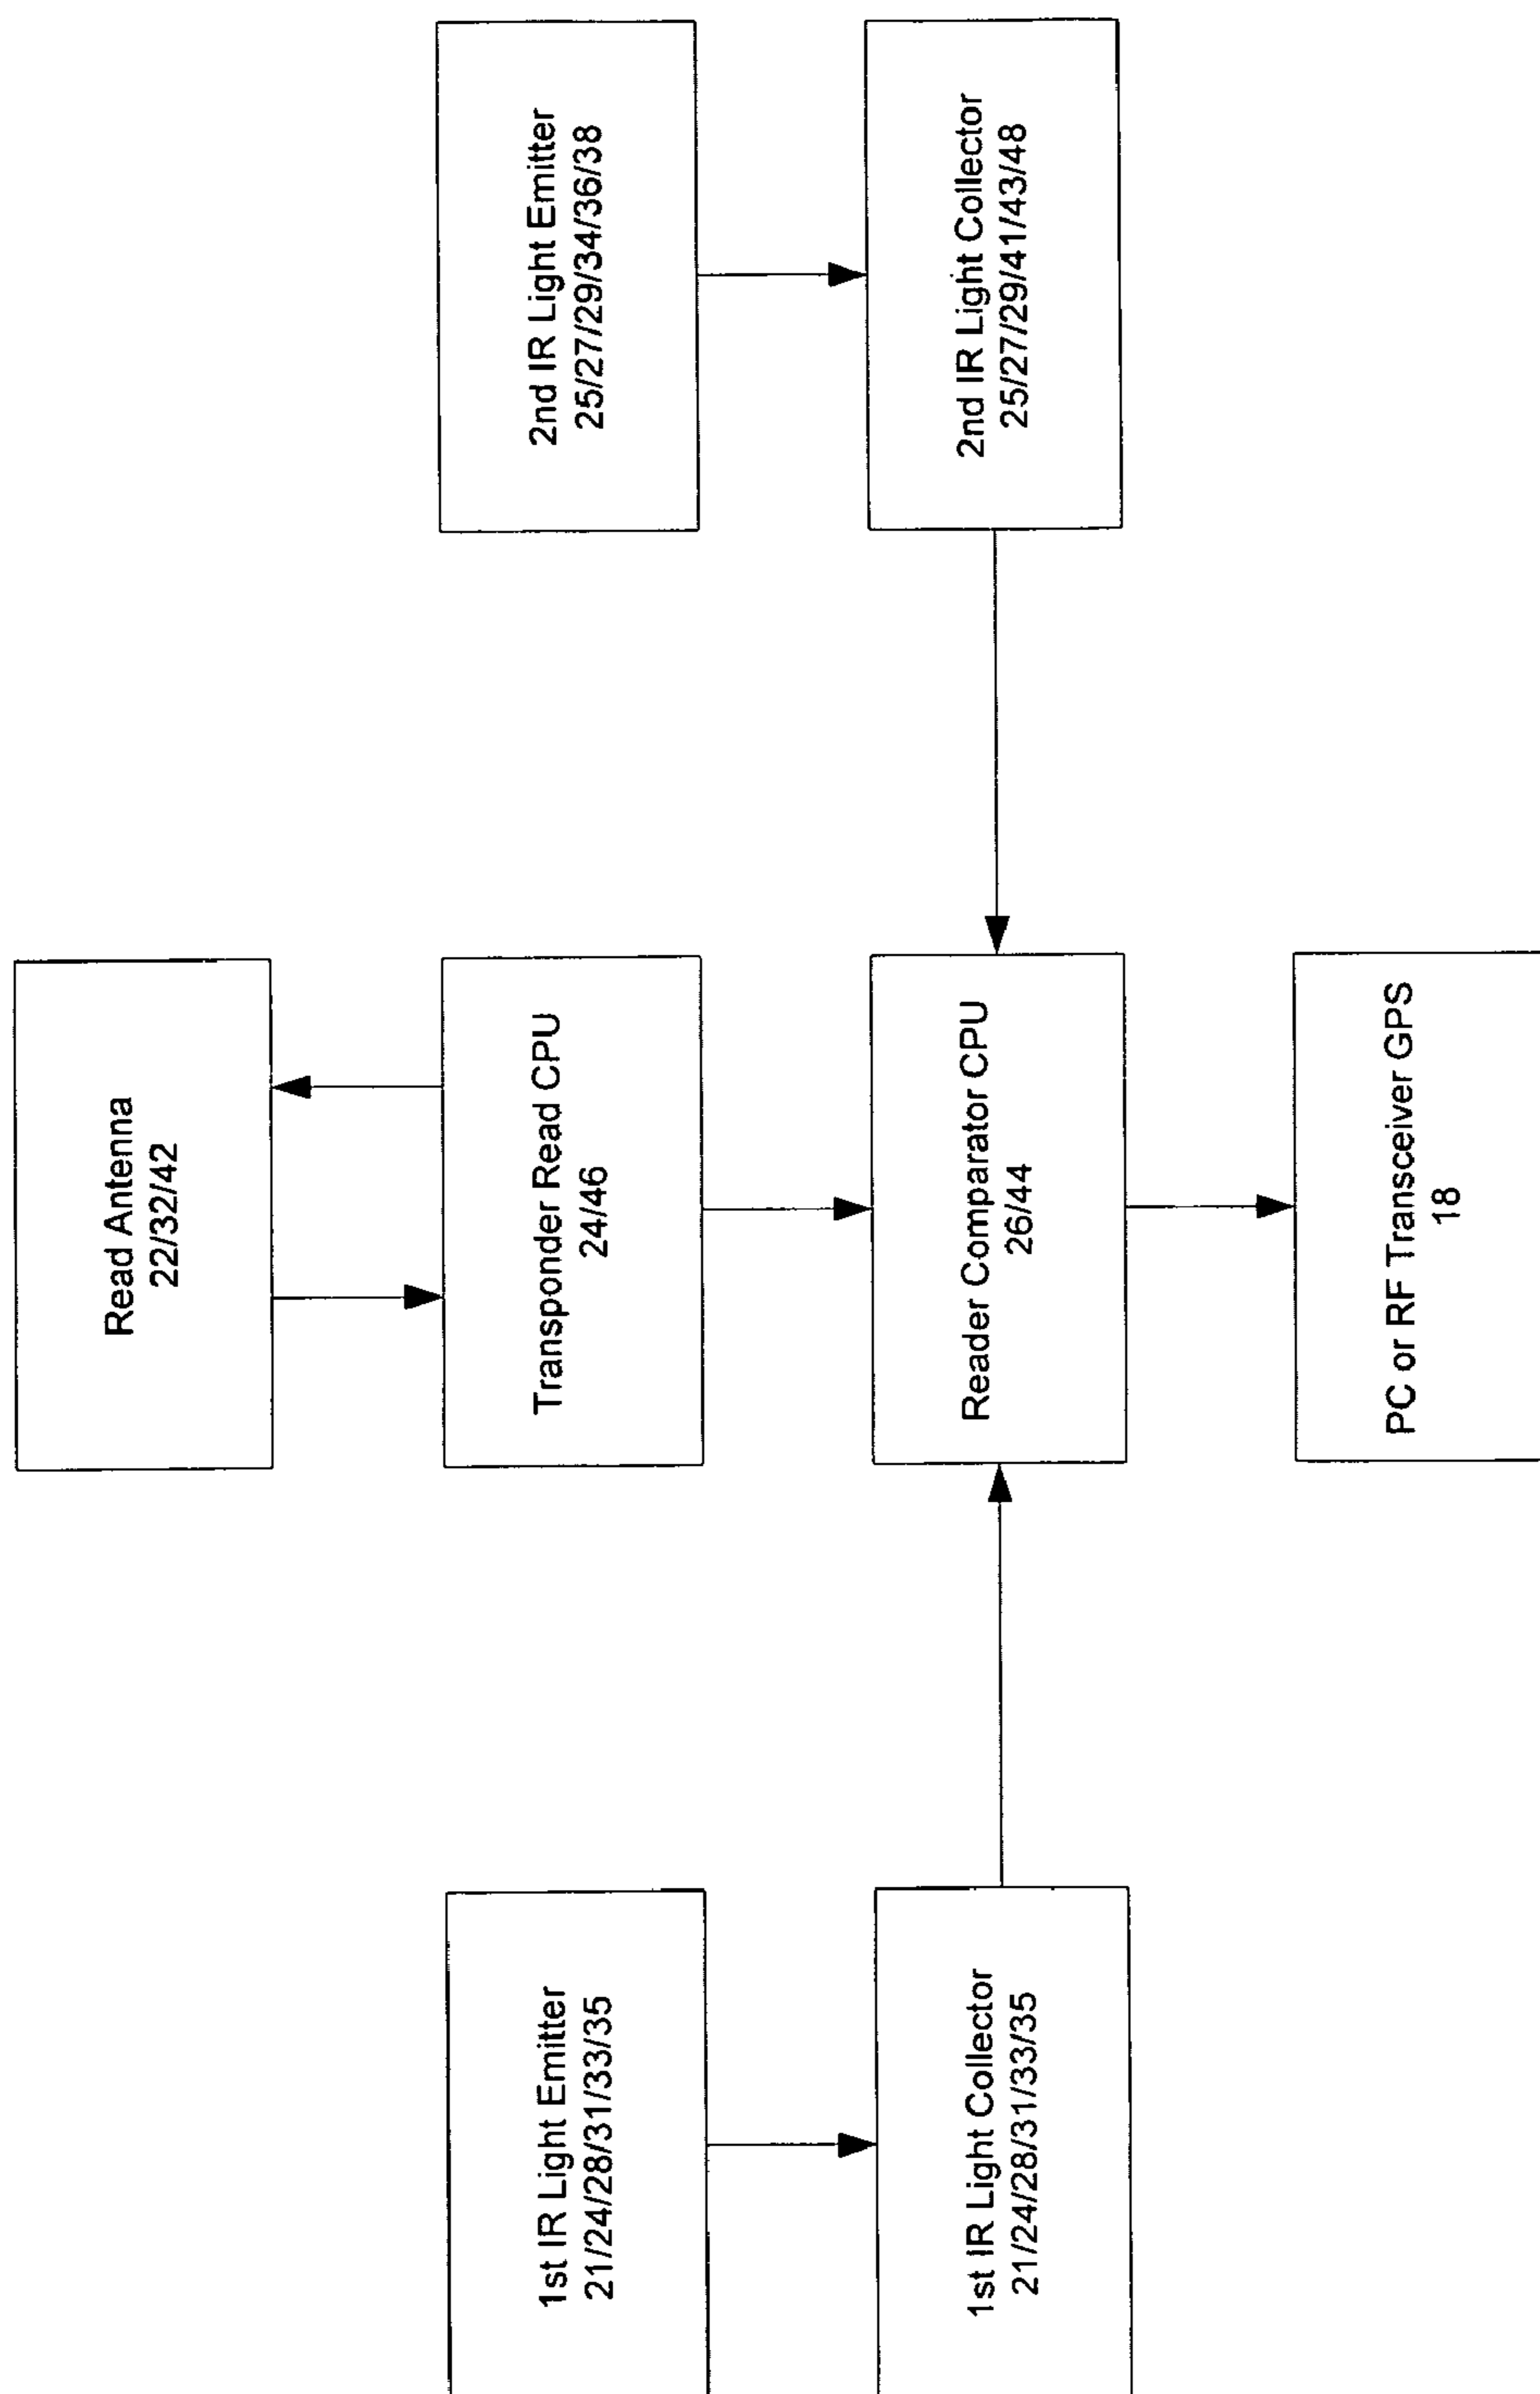 Read Antenna
22/32/42
1st IR Light Emitter
21/24/28/31/33/35
Transponder Read CPU
24/46
2nd IR Light Emitter
25/27/29/34/36/38
1st IR Light Collector
21/24/28/31/33/35
Reader Comparator CPU
26/44
2nd IR Light Collector
25/27/29/41/43/48
PC or RF Transceiver GPS
18